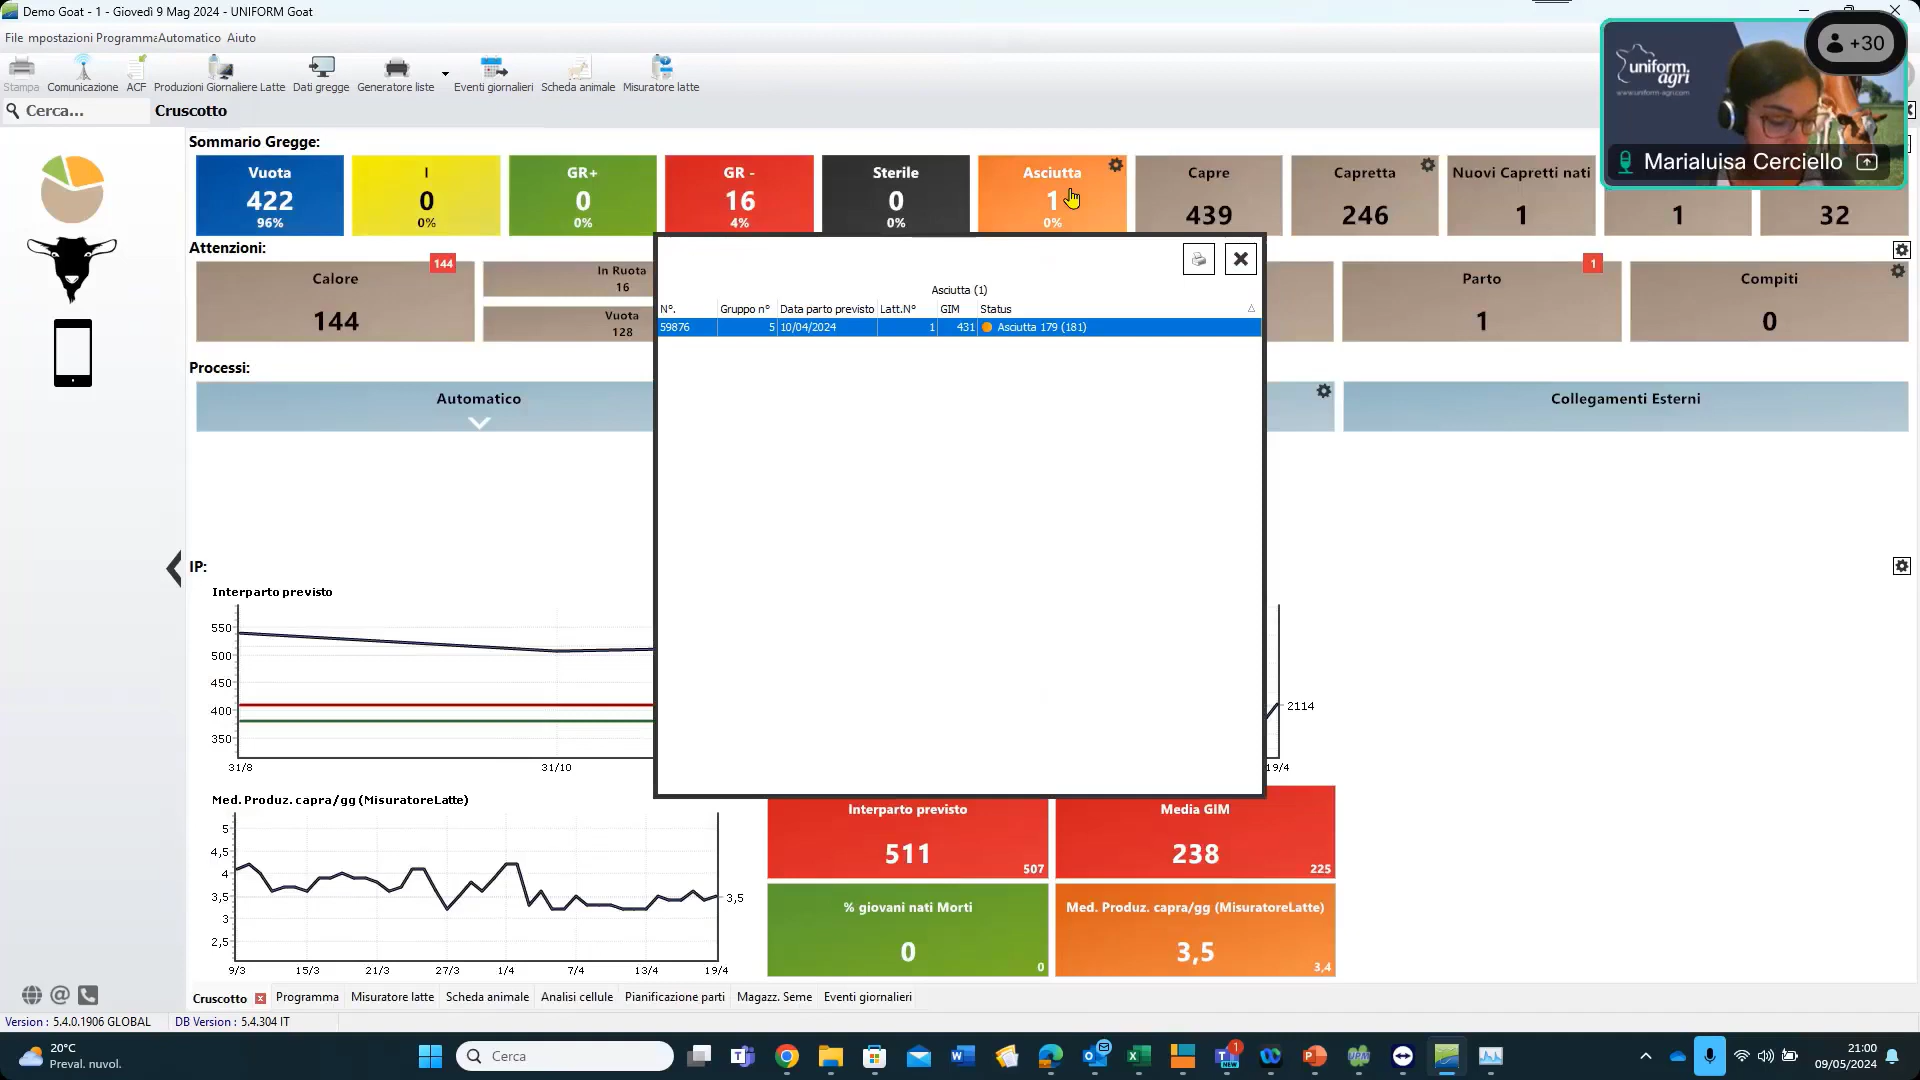 Demo Goat - 1 - Giovedì 9 Mag 2024 - UNIFORM Goat
File mpostazioni Programma Automatico Aiuto
Stampa Comunicazione ACF Produzioni Giornaliere Latte Dati gregge Generatore liste Eventi giornalieri Scheda animale Misuratore latte
Cerca... Cruscotto
uniform.
agri
www.uniform-agri.com
+30
Marialuisa Cerciello
Sommario Gregge:
Vuota I GR+ GR - Sterile Asciutta Capre Capretta Nuovi Capretti nati
422 0 0 16 0 1 439 246 1 1 32
96% 0% 0% 4% 0% 0%
Attenzioni:
Calore 144
144
In Ruota
16
Vuota
128
Parto 1
1
Compiti
0
Processi:
Automatico Collegamenti Esterni
Asciutta (1)
N°. Gruppo n° Data parto previsto Latt.N° GIM Status
59876 5 10/04/2024 1 431 Asciutta 179 (181)
IP:
Interparto previsto
550
500
450
400
350
31/8 31/10
2114
19/4
Med. Produz. capra/gg (MisuratoreLatte)
5
4,5
4
3,5 3,5
3
2,5
9/3 15/3 21/3 27/3 1/4 7/4 13/4 19/4
Interparto previsto
511
507
Media GIM
238
225
% giovani nati Morti
0
0
Med. Produz. capra/gg (MisuratoreLatte)
3,5
3,4
Cruscotto Programma Misuratore latte Scheda animale Analisi cellule Pianificazione parti Magazz. Seme Eventi giornalieri
Version : 5.4.0.1906 GLOBAL DB Version : 5.4.304 IT
20°C
Preval. nuvol.
Cerca
1
NEW
UPM
21:00
09/05/2024